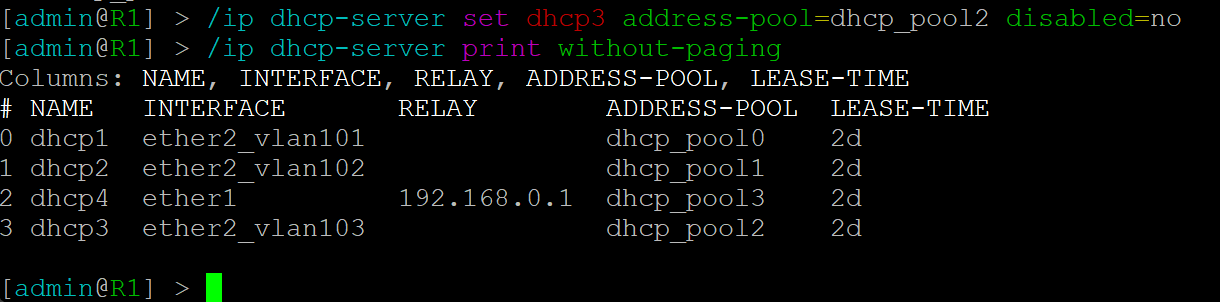 [admin@R1] > /ip dhcp-server set dhcp3 address-pool=dhcp_pool2 disabled=no
[admin@R1] > /ip dhcp-server print without-paging
Columns: NAME, INTERFACE, RELAY, ADDRESS-POOL, LEASE-TIME
# NAME   INTERFACE       RELAY        ADDRESS-POOL  LEASE-TIME
0 dhcp1  ether2_vlan101               dhcp_pool0    2d
1 dhcp2  ether2_vlan102               dhcp_pool1    2d
2 dhcp4  ether1          192.168.0.1  dhcp_pool3    2d
3 dhcp3  ether2_vlan103               dhcp_pool2    2d
[admin@R1] >